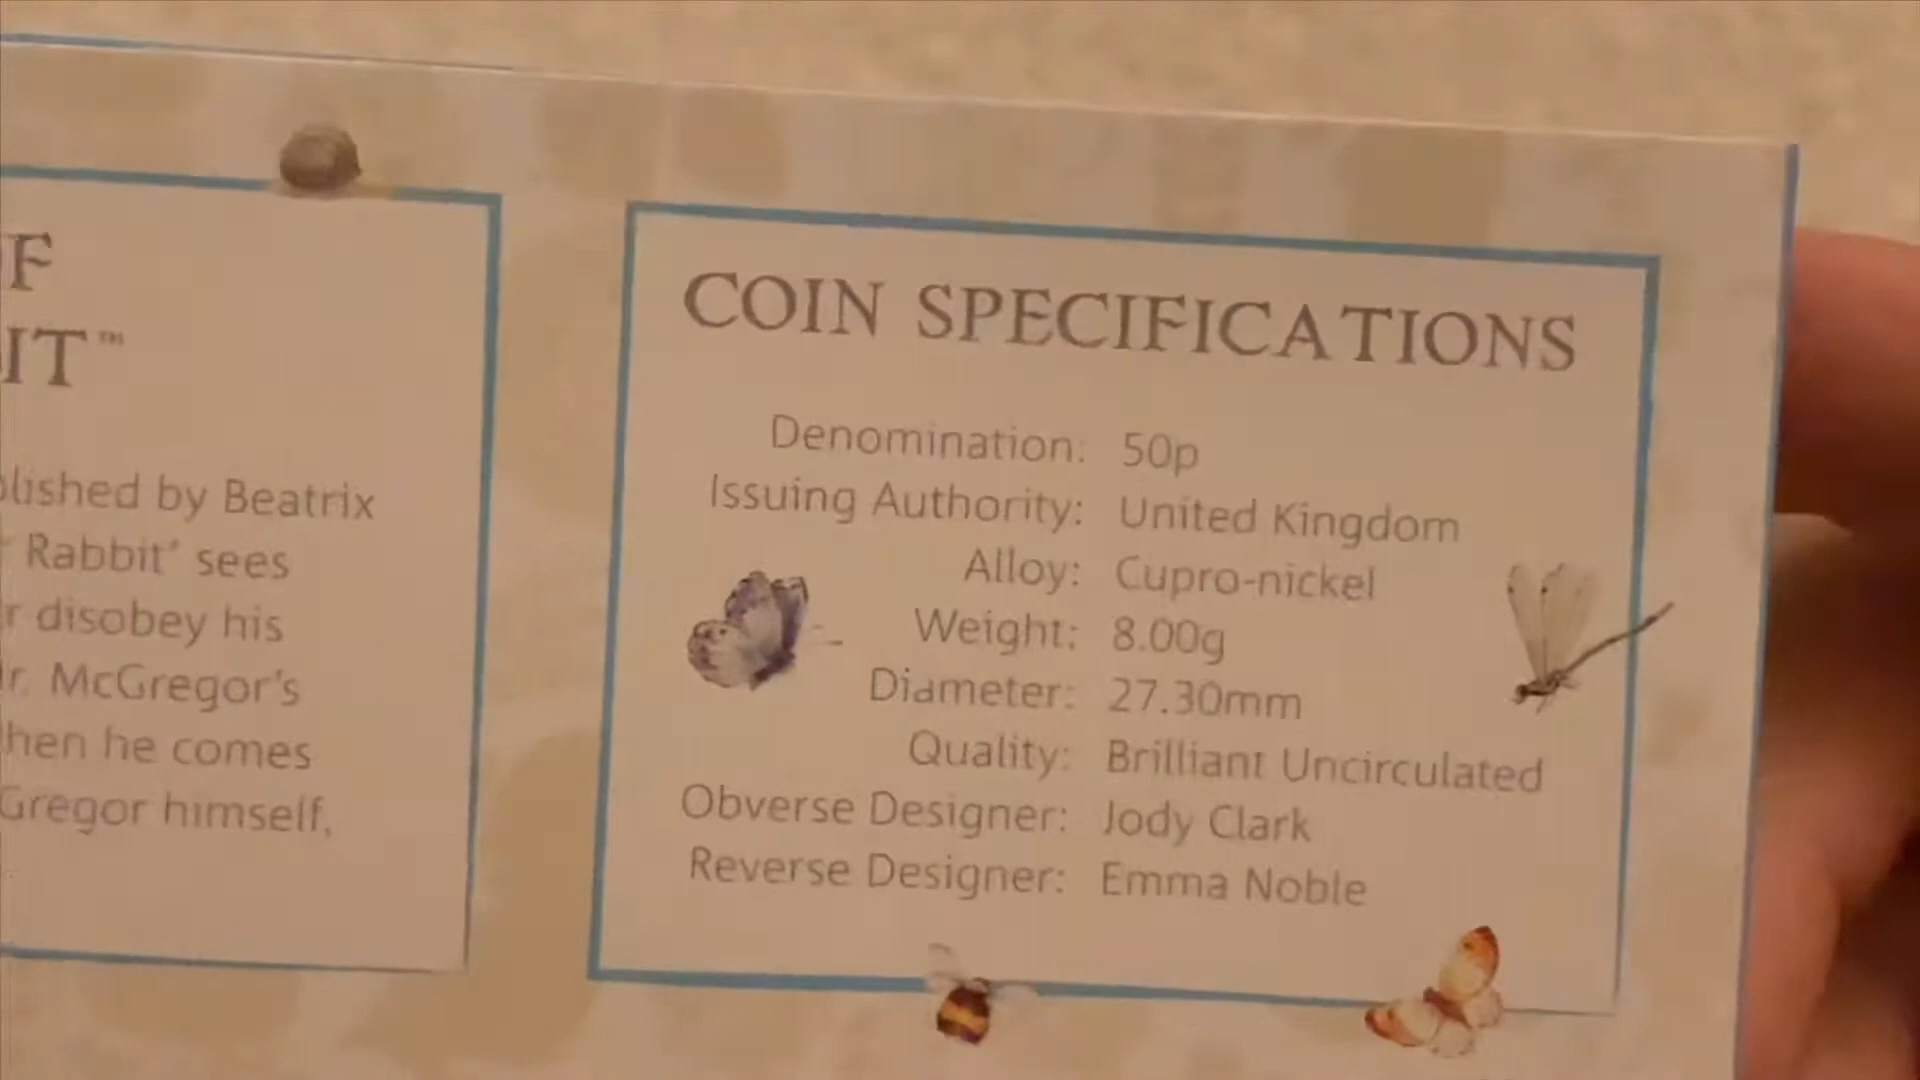 F
IT™
blished by Beatrix
Rabbit' sees
r disobey his
r. McGregor's
hen he comes
Gregor himself,
COIN SPECIFICATIONS
Denomination: 50p
Issuing Authority: United Kingdom
Alloy: Cupro-nickel
Weight: 8.00g
Diameter: 27.30mm
Quality: Brilliant Uncirculated
Obverse Designer: Jody Clark
Reverse Designer: Emma Noble